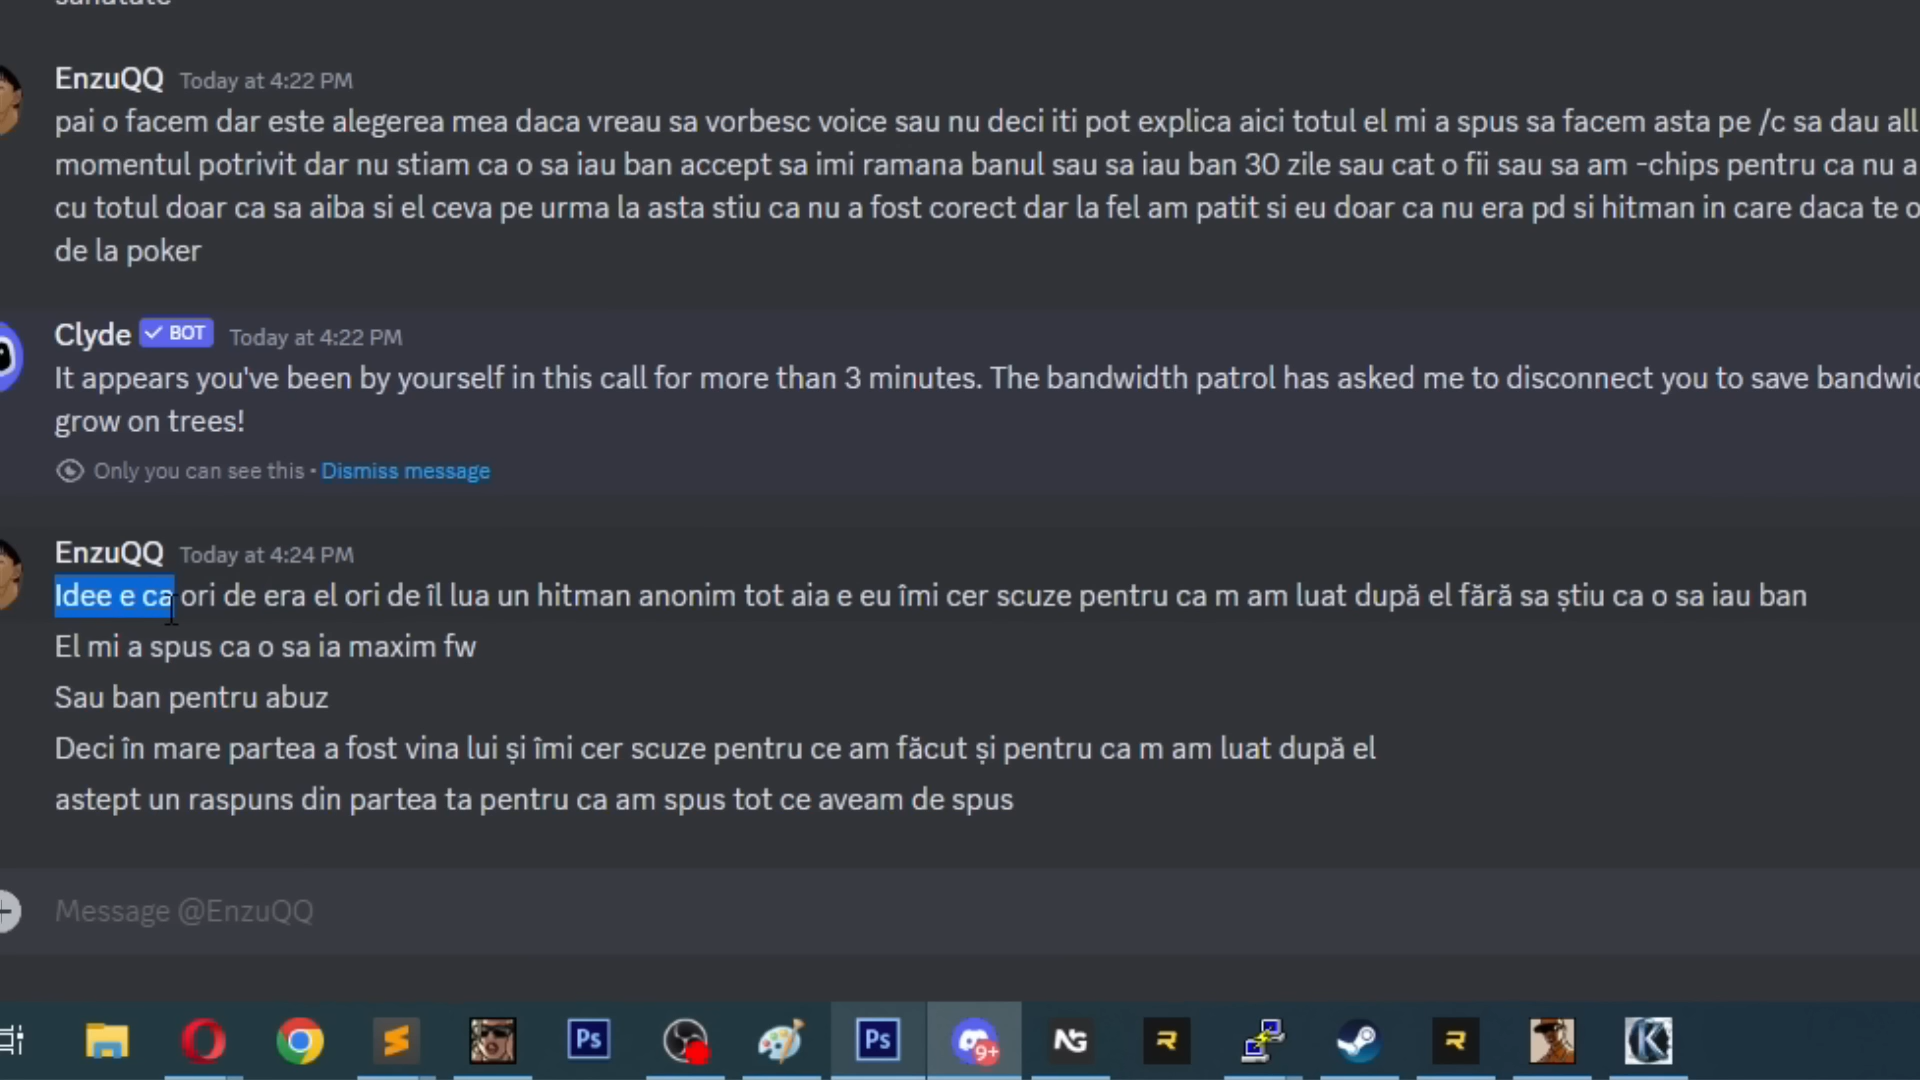 sanatate
EnzuQQ Today at 4:22 PM
pai o facem dar este alegerea mea daca vreau sa vorbesc voice sau nu deci iti pot explica aici totul el mi a spus sa facem asta pe /c sa dau all
momentul potrivit dar nu stiam ca o sa iau ban accept sa imi ramana banul sau sa iau ban 30 zile sau cat o fii sau sa am -chips pentru ca nu a
cu totul doar ca sa aiba si el ceva pe urma la asta stiu ca nu a fost corect dar la fel am patit si eu doar ca nu era pd si hitman in care daca te o
de la poker
Clyde BOT Today at 4:22 PM
It appears you've been by yourself in this call for more than 3 minutes. The bandwidth patrol has asked me to disconnect you to save
grow on trees!
Only you can see this • Dismiss message
EnzuQQ Today at 4:24 PM
Idee e ca ori de era el ori de îl lua un hitman anonim tot aia e eu îmi cer scuze pentru ca m am luat după el fără sa știu ca o sa iau ban
El mi a spus ca o sa ia maxim fw
Sau ban pentru abuz
Deci în mare partea a fost vina lui și îmi cer scuze pentru ce am făcut și pentru ca m am luat după el
astept un raspuns din partea ta pentru ca am spus tot ce aveam de spus
Message @EnzuQQ
Ps Ps 9+ NG R R K